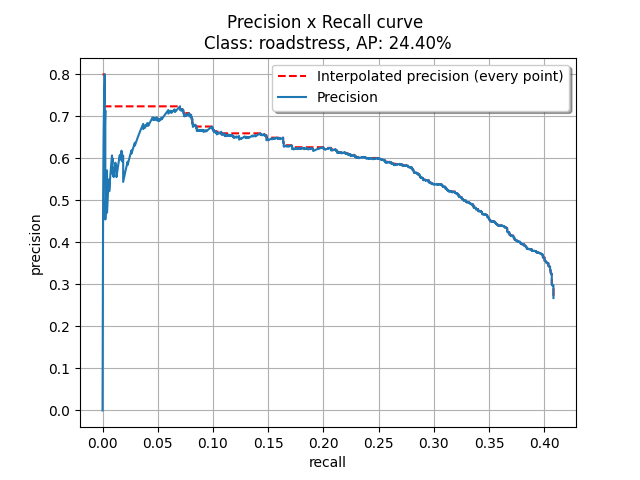 Precision x Recall curve
Class: roadstress, AP: 24.40%
Interpolated precision (every point)
Precision
0.8
0.7
0.6
0.5
0.4
0.3
0.2
0.1
0.0
precision
0.00 0.05 0.10 0.15 0.20 0.25 0.30 0.35 0.40
recall